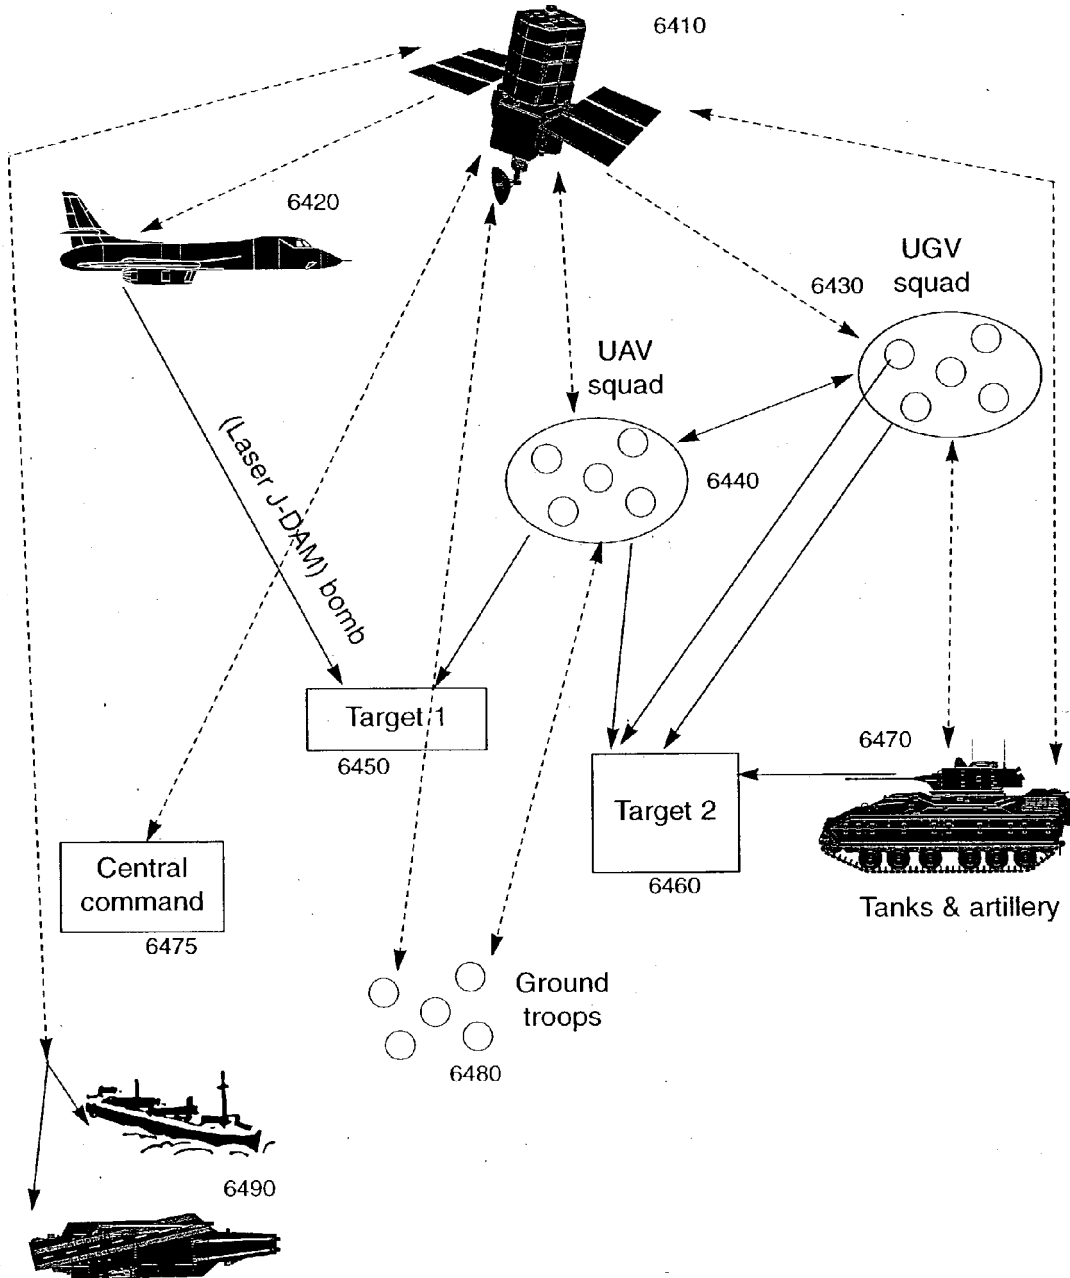 6410
6420
UGV
squad
6430
UAV
squad
6440
(Laser J-DAM) bomb
Target 1
6450
6470
Target 2
6460
Central
command
6475
Tanks & artillery
Ground
troops
6480
6490